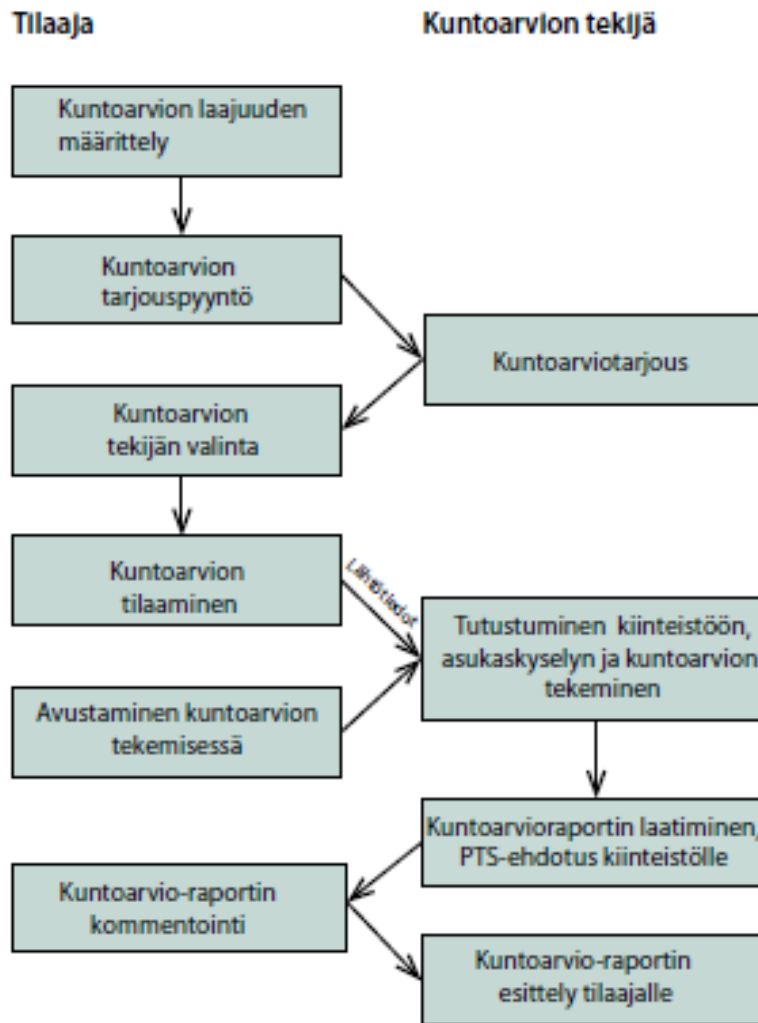 Tilaaja
Kuntoarvion tekijä
Kuntoarvion laajuuden
määrittely
Kuntoarvion
tarjouspyyntö
Kuntoarviotarjous
Kuntoarvion
tekijän valinta
Kuntoarvion
tilaaminen
Lähtötiedot
Tutustuminen kiinteistöön,
asukaskyselyn ja kuntoarvion
tekeminen
Avustaminen kuntoarvion
tekemisessä
Kuntoarvioraportin laatiminen,
PTS-ehdotus kiinteistölle
Kuntoarvio-raportin
kommentointi
Kuntoarvio-raportin
esittely tilaajalle